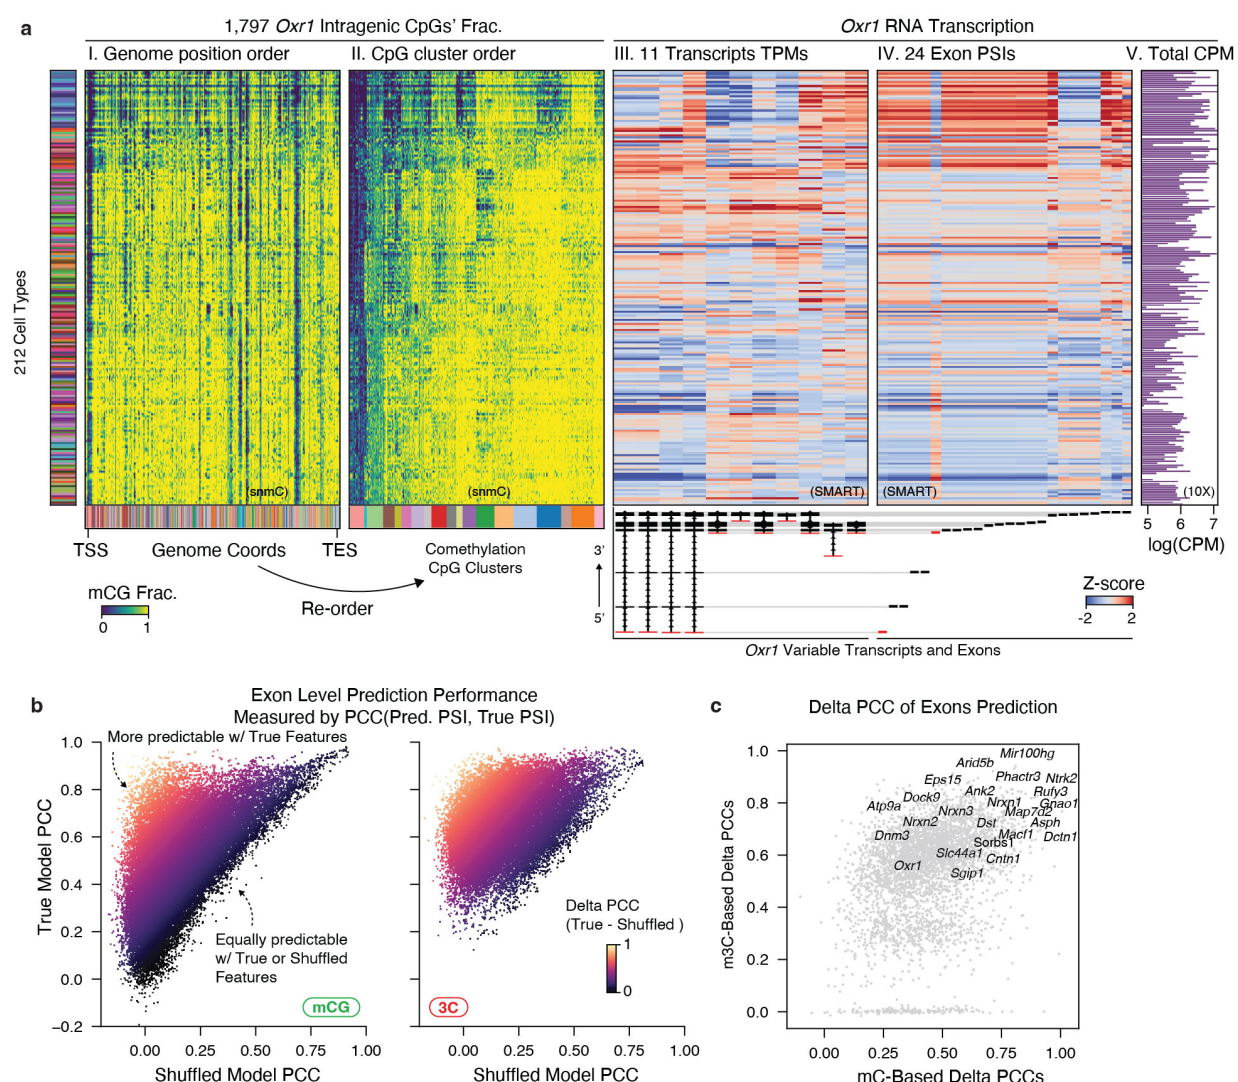 a
1,797 Oxr1 Intragenic CpGs' Frac.
Oxr1 RNA Transcription
I. Genome position order
II. CpG cluster order
III. 11 Transcripts TPMs
IV. 24 Exon PSIs
V. Total CPM
212 Cell Types
(snmC)
(snmC)
(SMART)
(SMART)
(10X)
TSS
Genome Coords
TES
Comethylation
CpG Clusters
Re-order
mCG Frac.
0 1
3'
5'
5 6 7
log(CPM)
Z-score
-2 2
Oxr1 Variable Transcripts and Exons
b
Exon Level Prediction Performance
Measured by PCC(Pred. PSI, True PSI)
More predictable w/ True Features
Equally predictable
w/ True or Shuffled
Features
True Model PCC
1.0
0.8
0.6
0.4
0.2
0.0
−0.2
mCG
0.00 0.25 0.50 0.75 1.00
Shuffled Model PCC
Delta PCC
(True - Shuffled )
1
0
3C
0.00 0.25 0.50 0.75 1.00
Shuffled Model PCC
c
Delta PCC of Exons Prediction
m3C-Based Delta PCCs
1.0
0.8
0.6
0.4
0.2
0.0
Mir100hg
Arid5b
Eps15
Phactr3
Ntrk2
Ank2
Rufy3
Dock9
Nrxn1
Gnao1
Atp9a
Nrxn3
Map7d2
Nrxn2
Dst
Asph
Dnm3
Macf1
Dctn1
Sorbs1
Slc44a1
Cntn1
Oxr1
Sgip1
0.00 0.25 0.50 0.75 1.00
mC-Based Delta PCCs